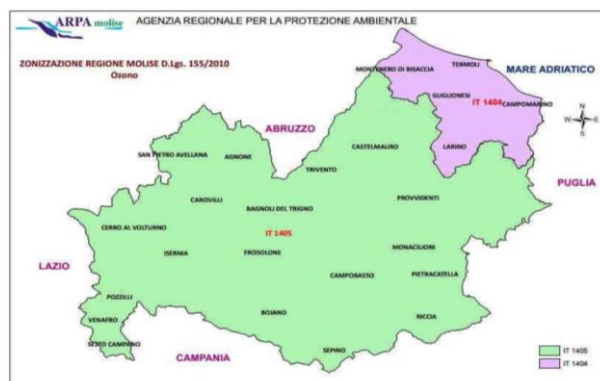 ARPA molise
AGENZIA REGIONALE PER LA PROTEZIONE AMBIENTALE
ZONIZZAZIONE REGIONE MOLISE D.Lgs. 155/2010
Ozono
MARE ADRIATICO
TERMOLI
MONTENERO DI BISACCIA
GUGLIONESI
IT 1404
CAMPOMARINO
N
W
E
S
ABRUZZO
CASTELMAURO
LARINO
SAN PIETRO AVELLANA
AGNONE
TRIVENTO
PUGLIA
CAROVILLI
BAGNOLI DEL TRIGNO
PROVVIDENTI
CERRO AL VOLTURNO
IT 1405
ISERNIA
FROSOLONE
MONACILIONI
LAZIO
CAMPOBASSO
PIETRACATELLA
POZZILLI
BOJANO
RICCIA
VENAFRO
SESTO CAMPANO
SEPINO
CAMPANIA
IT 1405
IT 1404